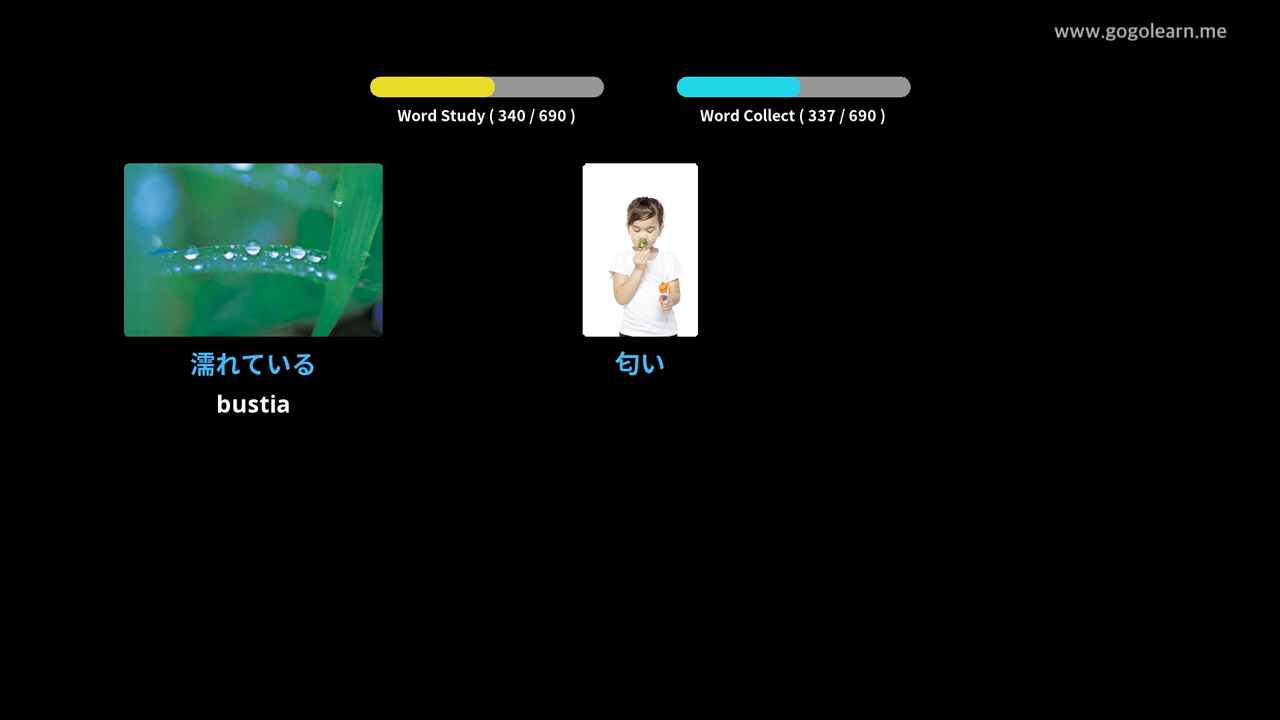 www.gogolearn.me
Word Study ( 340 / 690 )
Word Collect ( 337 / 690 )
濡れている
匂い
bustia